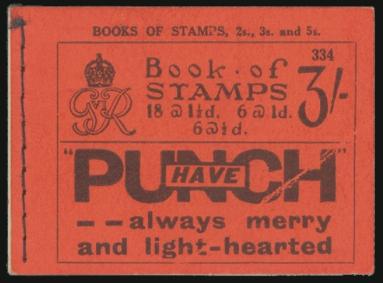 BOOKS OF STAMPS, 2s., 3s. and 5s.
334
Book of
STAMPS
3/-
18 @ 1½d. 6 @ 1d.
6 @ ½d.
GVIR
"PUNCH"
HAVE
– – always merry
and light-hearted